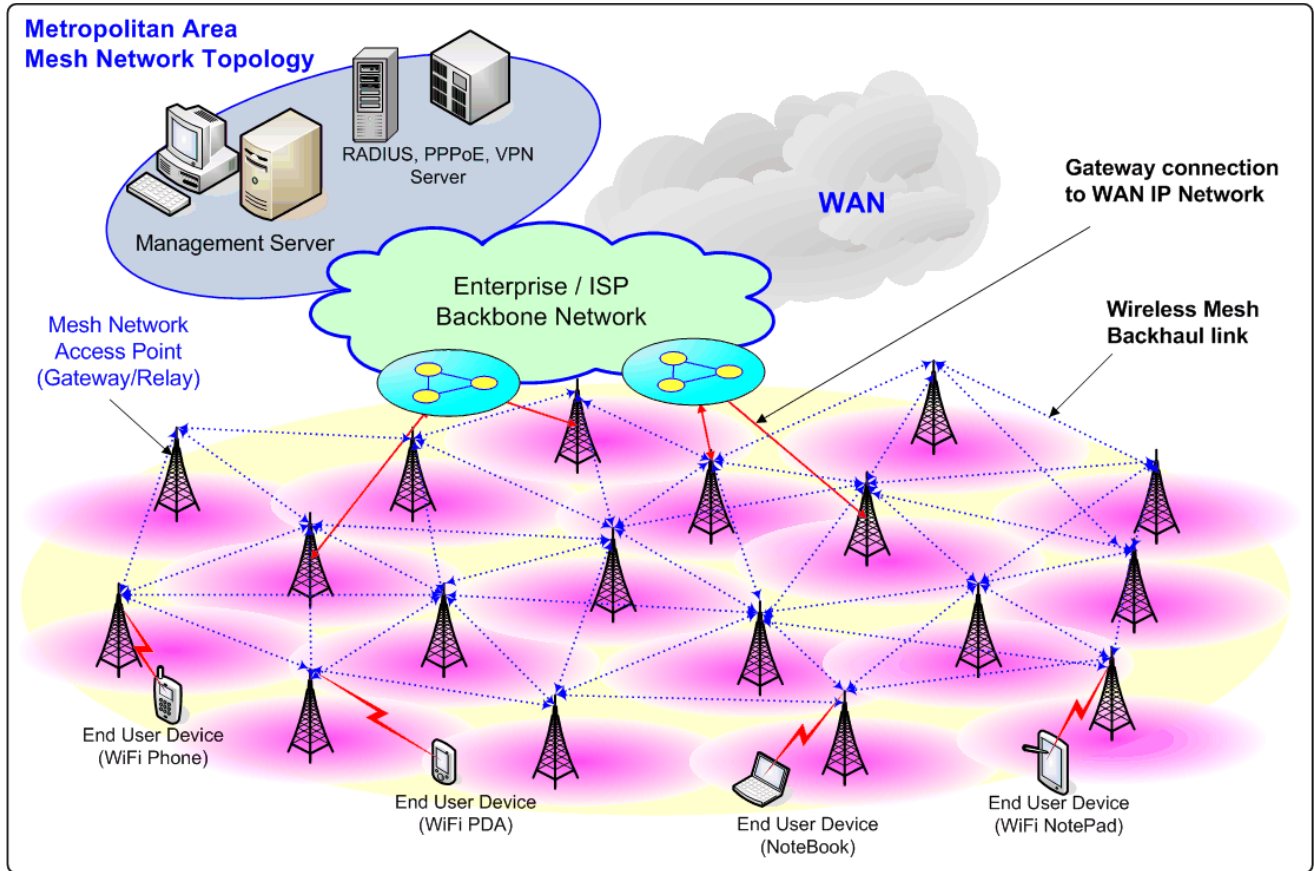 Metropolitan Area
Mesh Network Topology
RADIUS, PPPoE, VPN
Server
Management Server
WAN
Gateway connection
to WAN IP Network
Enterprise / ISP
Backbone Network
Mesh Network
Access Point
(Gateway/Relay)
Wireless Mesh
Backhaul link
End User Device
(WiFi Phone)
End User Device
(WiFi PDA)
End User Device
(NoteBook)
End User Device
(WiFi NotePad)